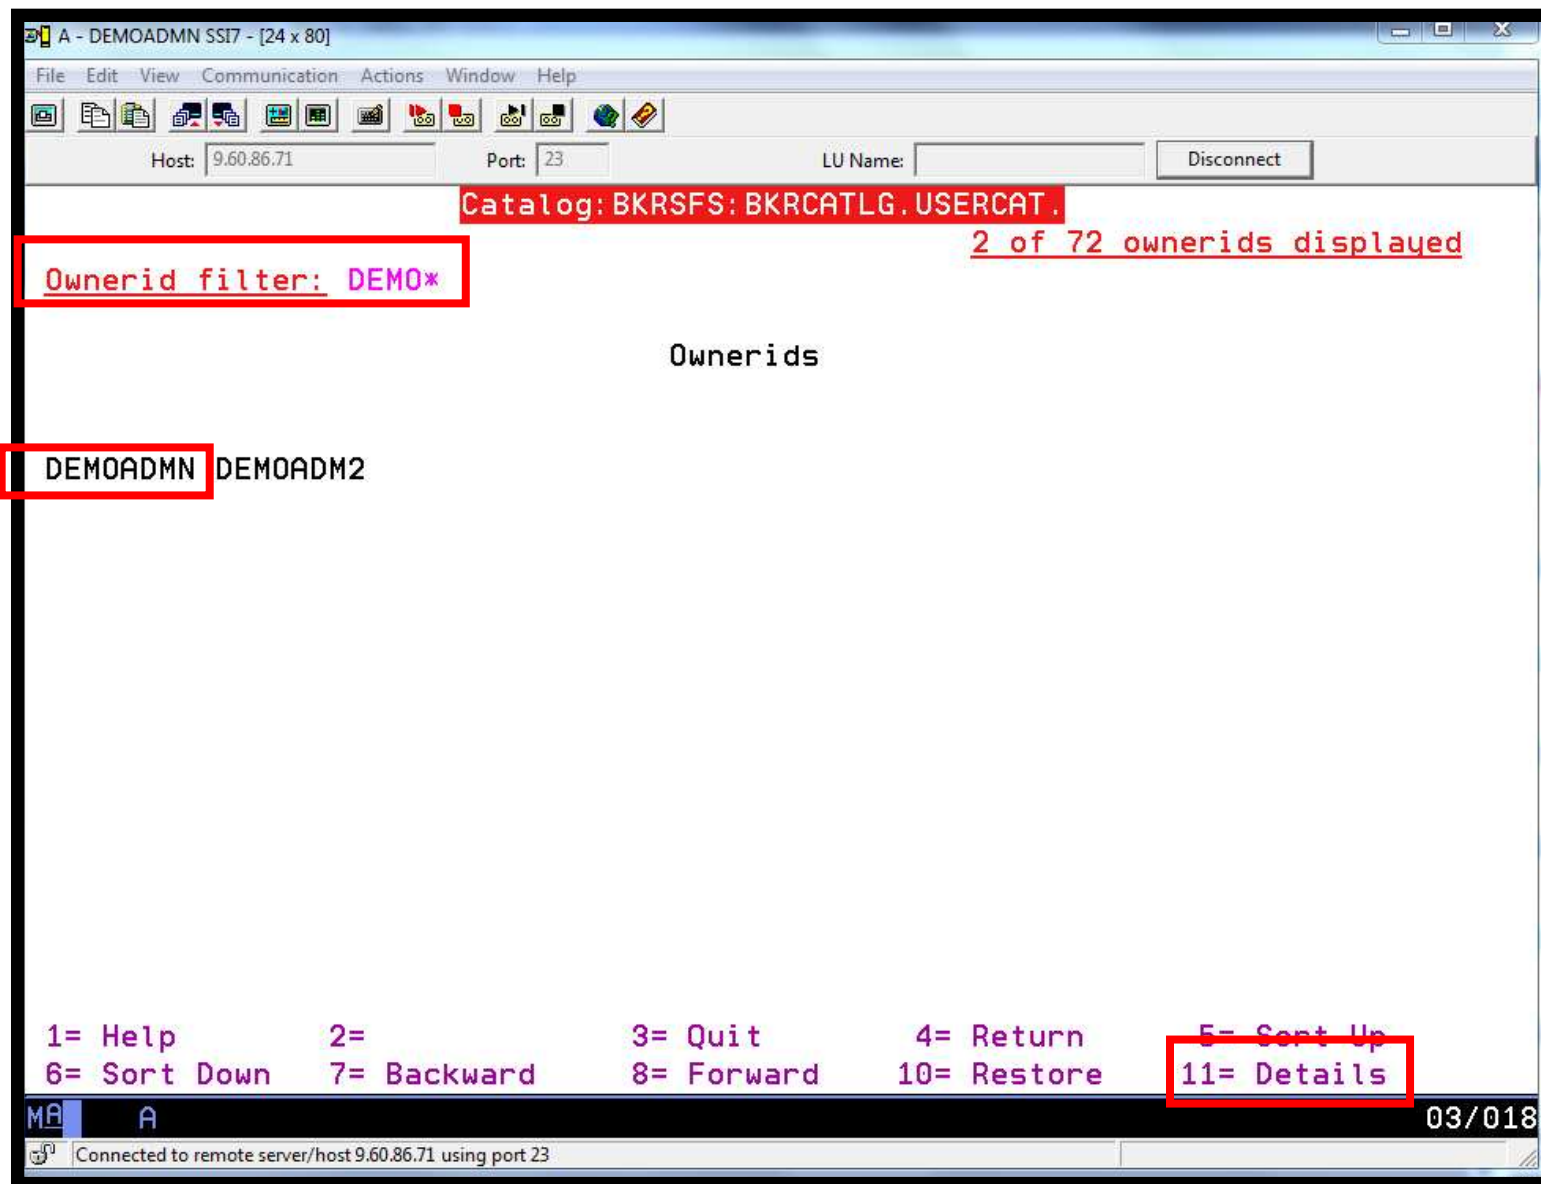 A - DEMOADMN SSI7 - [24 x 80]
File Edit View Communication Actions Window Help
Host: 9.60.86.71 Port: 23 LU Name: Disconnect
Catalog:BKRSFS:BKRCATLG.USERCAT.
2 of 72 ownerids displayed
Ownerid filter: DEMO*
Ownerids
DEMOADMN DEMOADM2
1= Help 2= 3= Quit 4= Return 5= Sort Up
6= Sort Down 7= Backward 8= Forward 10= Restore 11= Details
MA A 03/018
Connected to remote server/host 9.60.86.71 using port 23